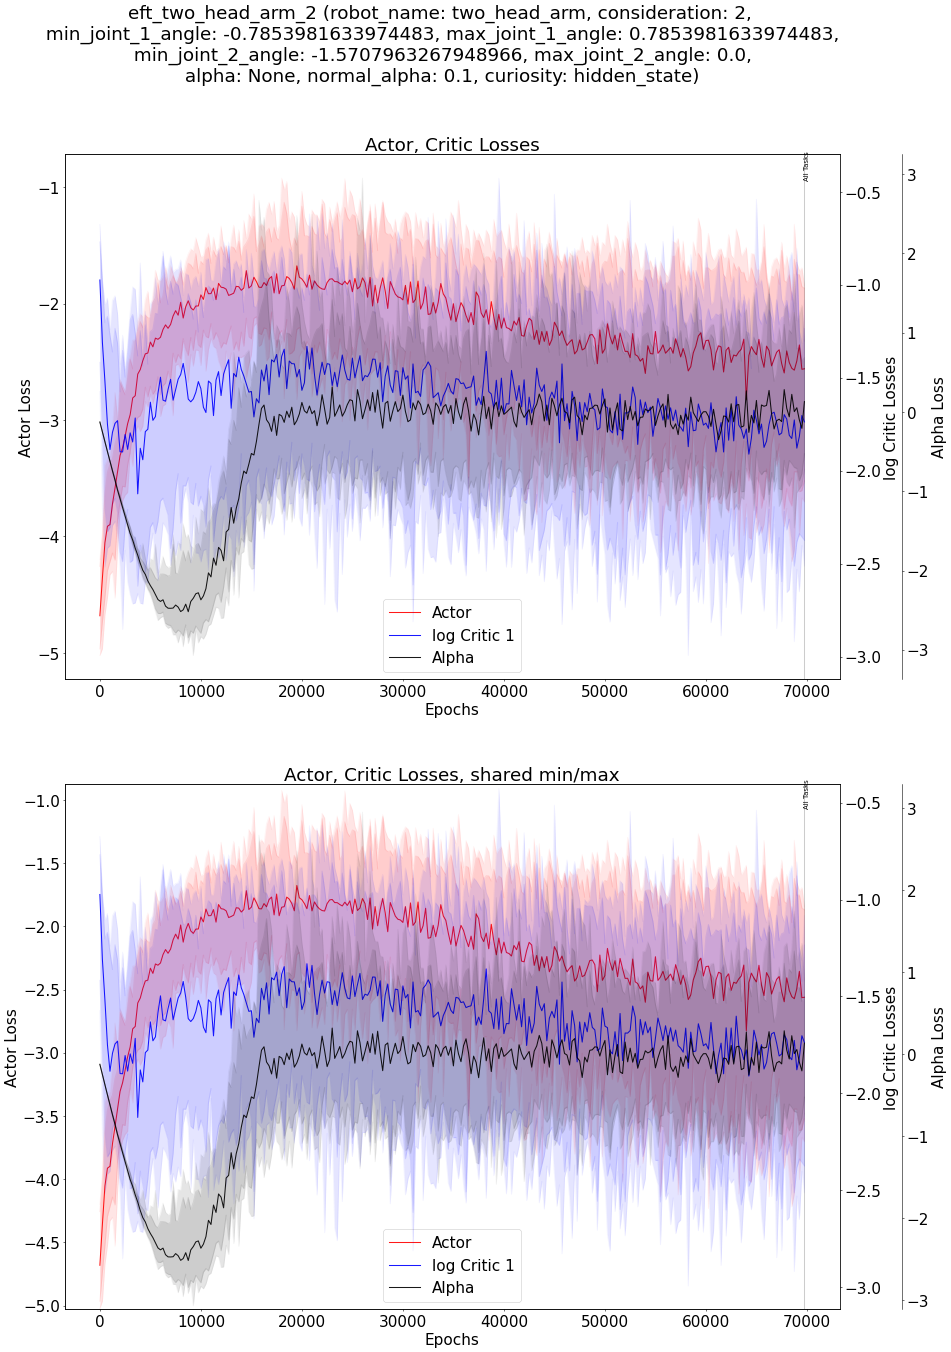 eft_two_head_arm_2 (robot_name: two_head_arm, consideration: 2,
min_joint_1_angle: -0.7853981633974483, max_joint_1_angle: 0.7853981633974483,
min_joint_2_angle: -1.5707963267948966, max_joint_2_angle: 0.0,
alpha: None, normal_alpha: 0.1, curiosity: hidden_state)
Actor, Critic Losses
All Tasks
−1
−2
−3
−4
−5
Actor Loss
−0.5
−1.0
−1.5
−2.0
−2.5
−3.0
log Critic Losses
3
2
1
0
−1
−2
−3
Alpha Loss
Actor
log Critic 1
Alpha
0 10000 20000 30000 40000 50000 60000 70000
Epochs
Actor, Critic Losses, shared min/max
All Tasks
−1.0
−1.5
−2.0
−2.5
−3.0
−3.5
−4.0
−4.5
−5.0
Actor Loss
−0.5
−1.0
−1.5
−2.0
−2.5
−3.0
log Critic Losses
3
2
1
0
−1
−2
−3
Alpha Loss
Actor
log Critic 1
Alpha
0 10000 20000 30000 40000 50000 60000 70000
Epochs